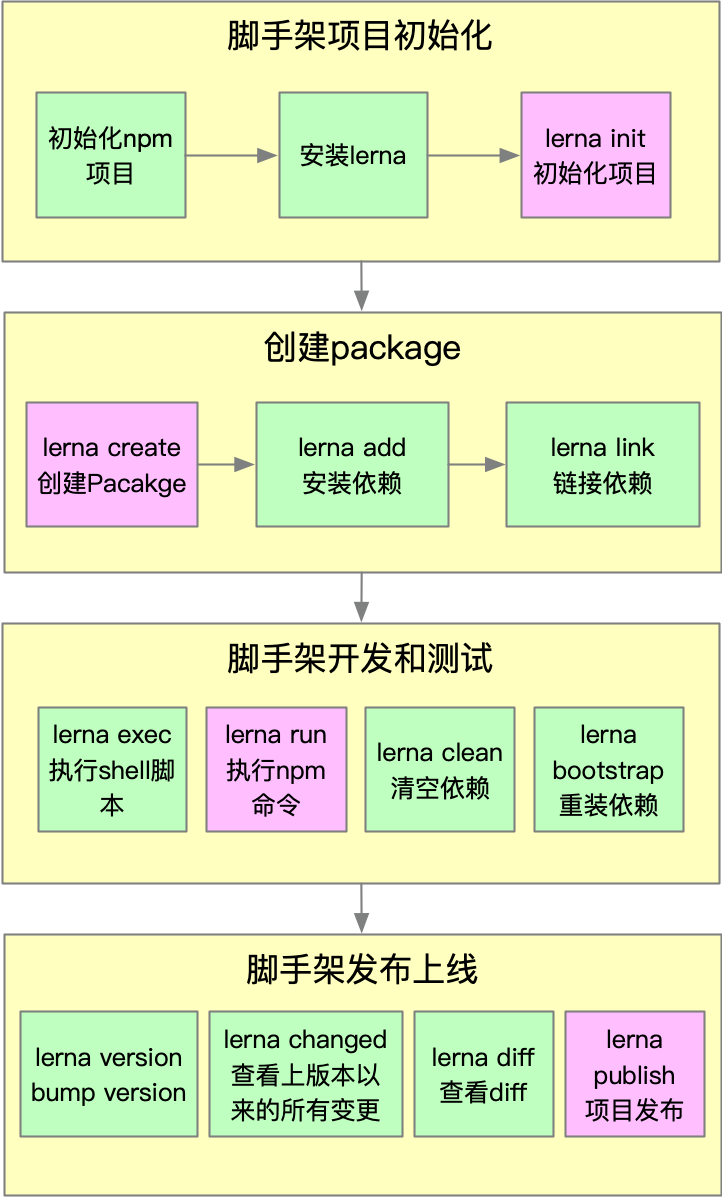 脚手架项目初始化
初始化npm
项目
安装lerna
lerna init
初始化项目
创建package
lerna create
创建Pacakge
lerna add
安装依赖
lerna link
链接依赖
脚手架开发和测试
lerna exec
执行shell脚
本
lerna run
执行npm
命令
lerna clean
清空依赖
lerna
bootstrap
重装依赖
脚手架发布上线
lerna version
bump version
lerna changed
查看上版本以
来的所有变更
lerna diff
查看diff
lerna
publish
项目发布